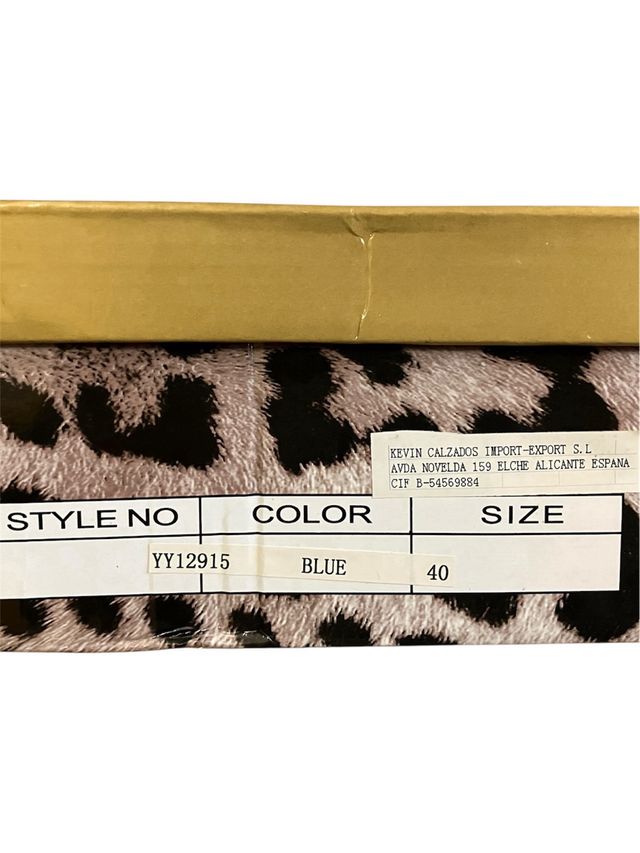 KEVIN CALZADOS IMPORT-EXPORT S.L
AVDA NOVELDA 159 ELCHE ALICANTE ESPANA
CIF B-54569884
STYLE NO COLOR SIZE
YY12915 BLUE 40